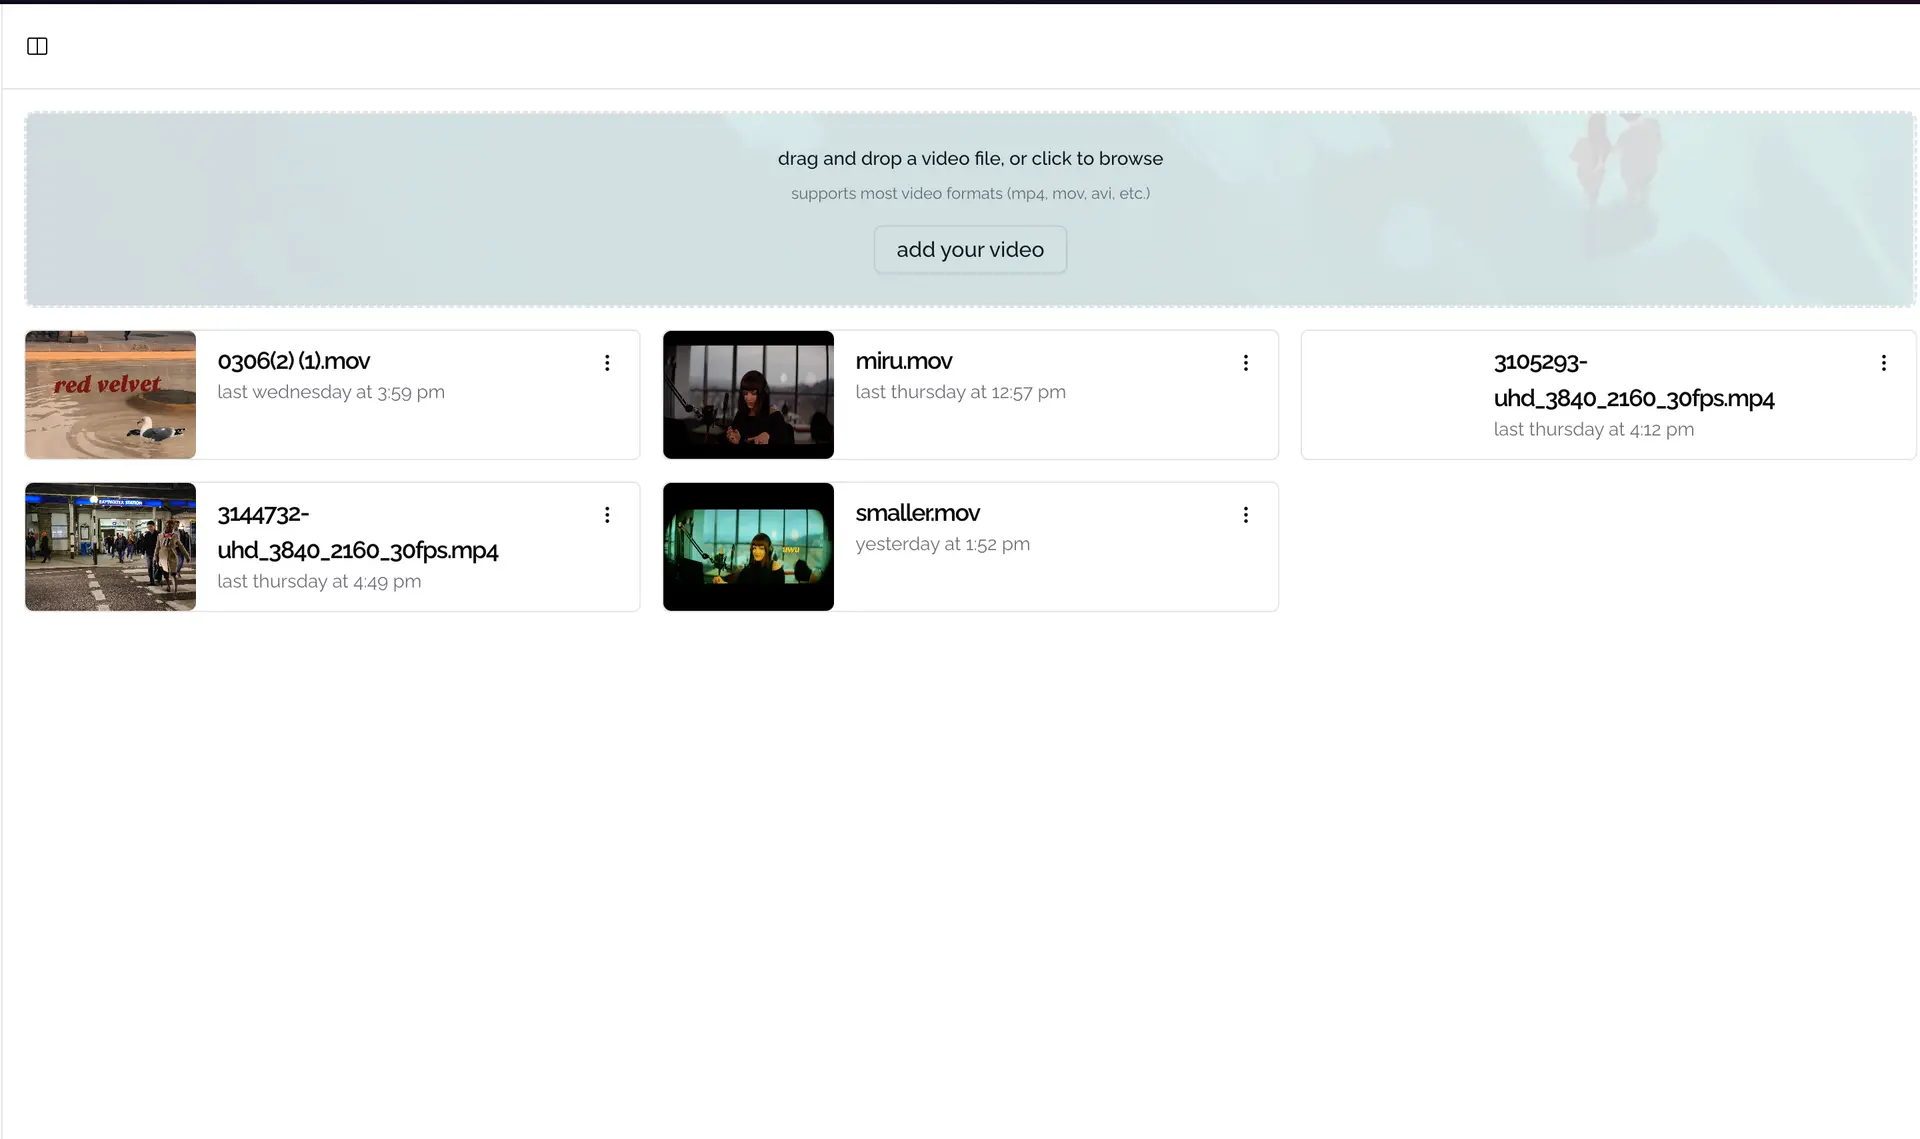 drag and drop a video file, or click to browse
supports most video formats (mp4, mov, avi, etc.)
add your video
red velvet
0306(2) (1).mov
last wednesday at 3:59 pm
miru.mov
last thursday at 12:57 pm
3105293-
uhd_3840_2160_30fps.mp4
last thursday at 4:12 pm
STATION
3144732-
uhd_3840_2160_30fps.mp4
last thursday at 4:49 pm
uwu
smaller.mov
yesterday at 1:52 pm